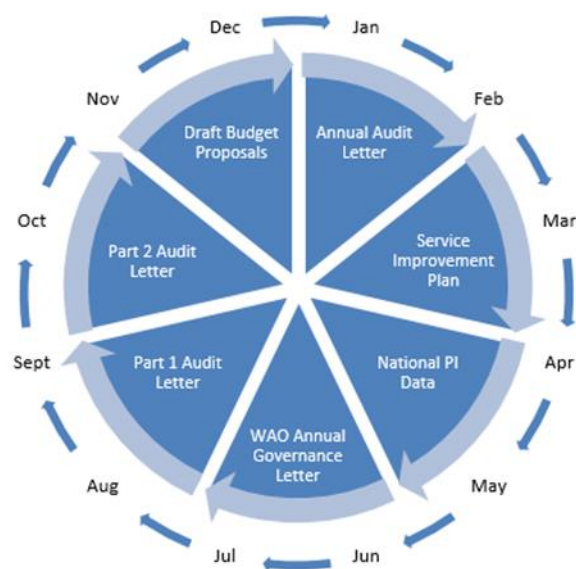 Dec
Jan
Nov
Feb
Draft Budget
Proposals
Annual Audit
Letter
Oct
Mar
Part 2 Audit
Letter
Service
Improvement
Plan
Sept
Apr
Part 1 Audit
Letter
National PI
Data
WAO Annual
Governance
Letter
Aug
May
Jul
Jun